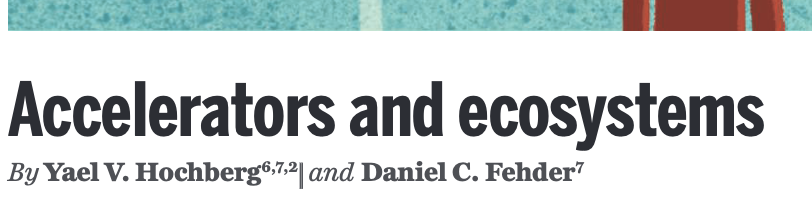 Accelerators and ecosystems
By Yael V. Hochberg⁶,⁷,²| and Daniel C. Fehder⁷